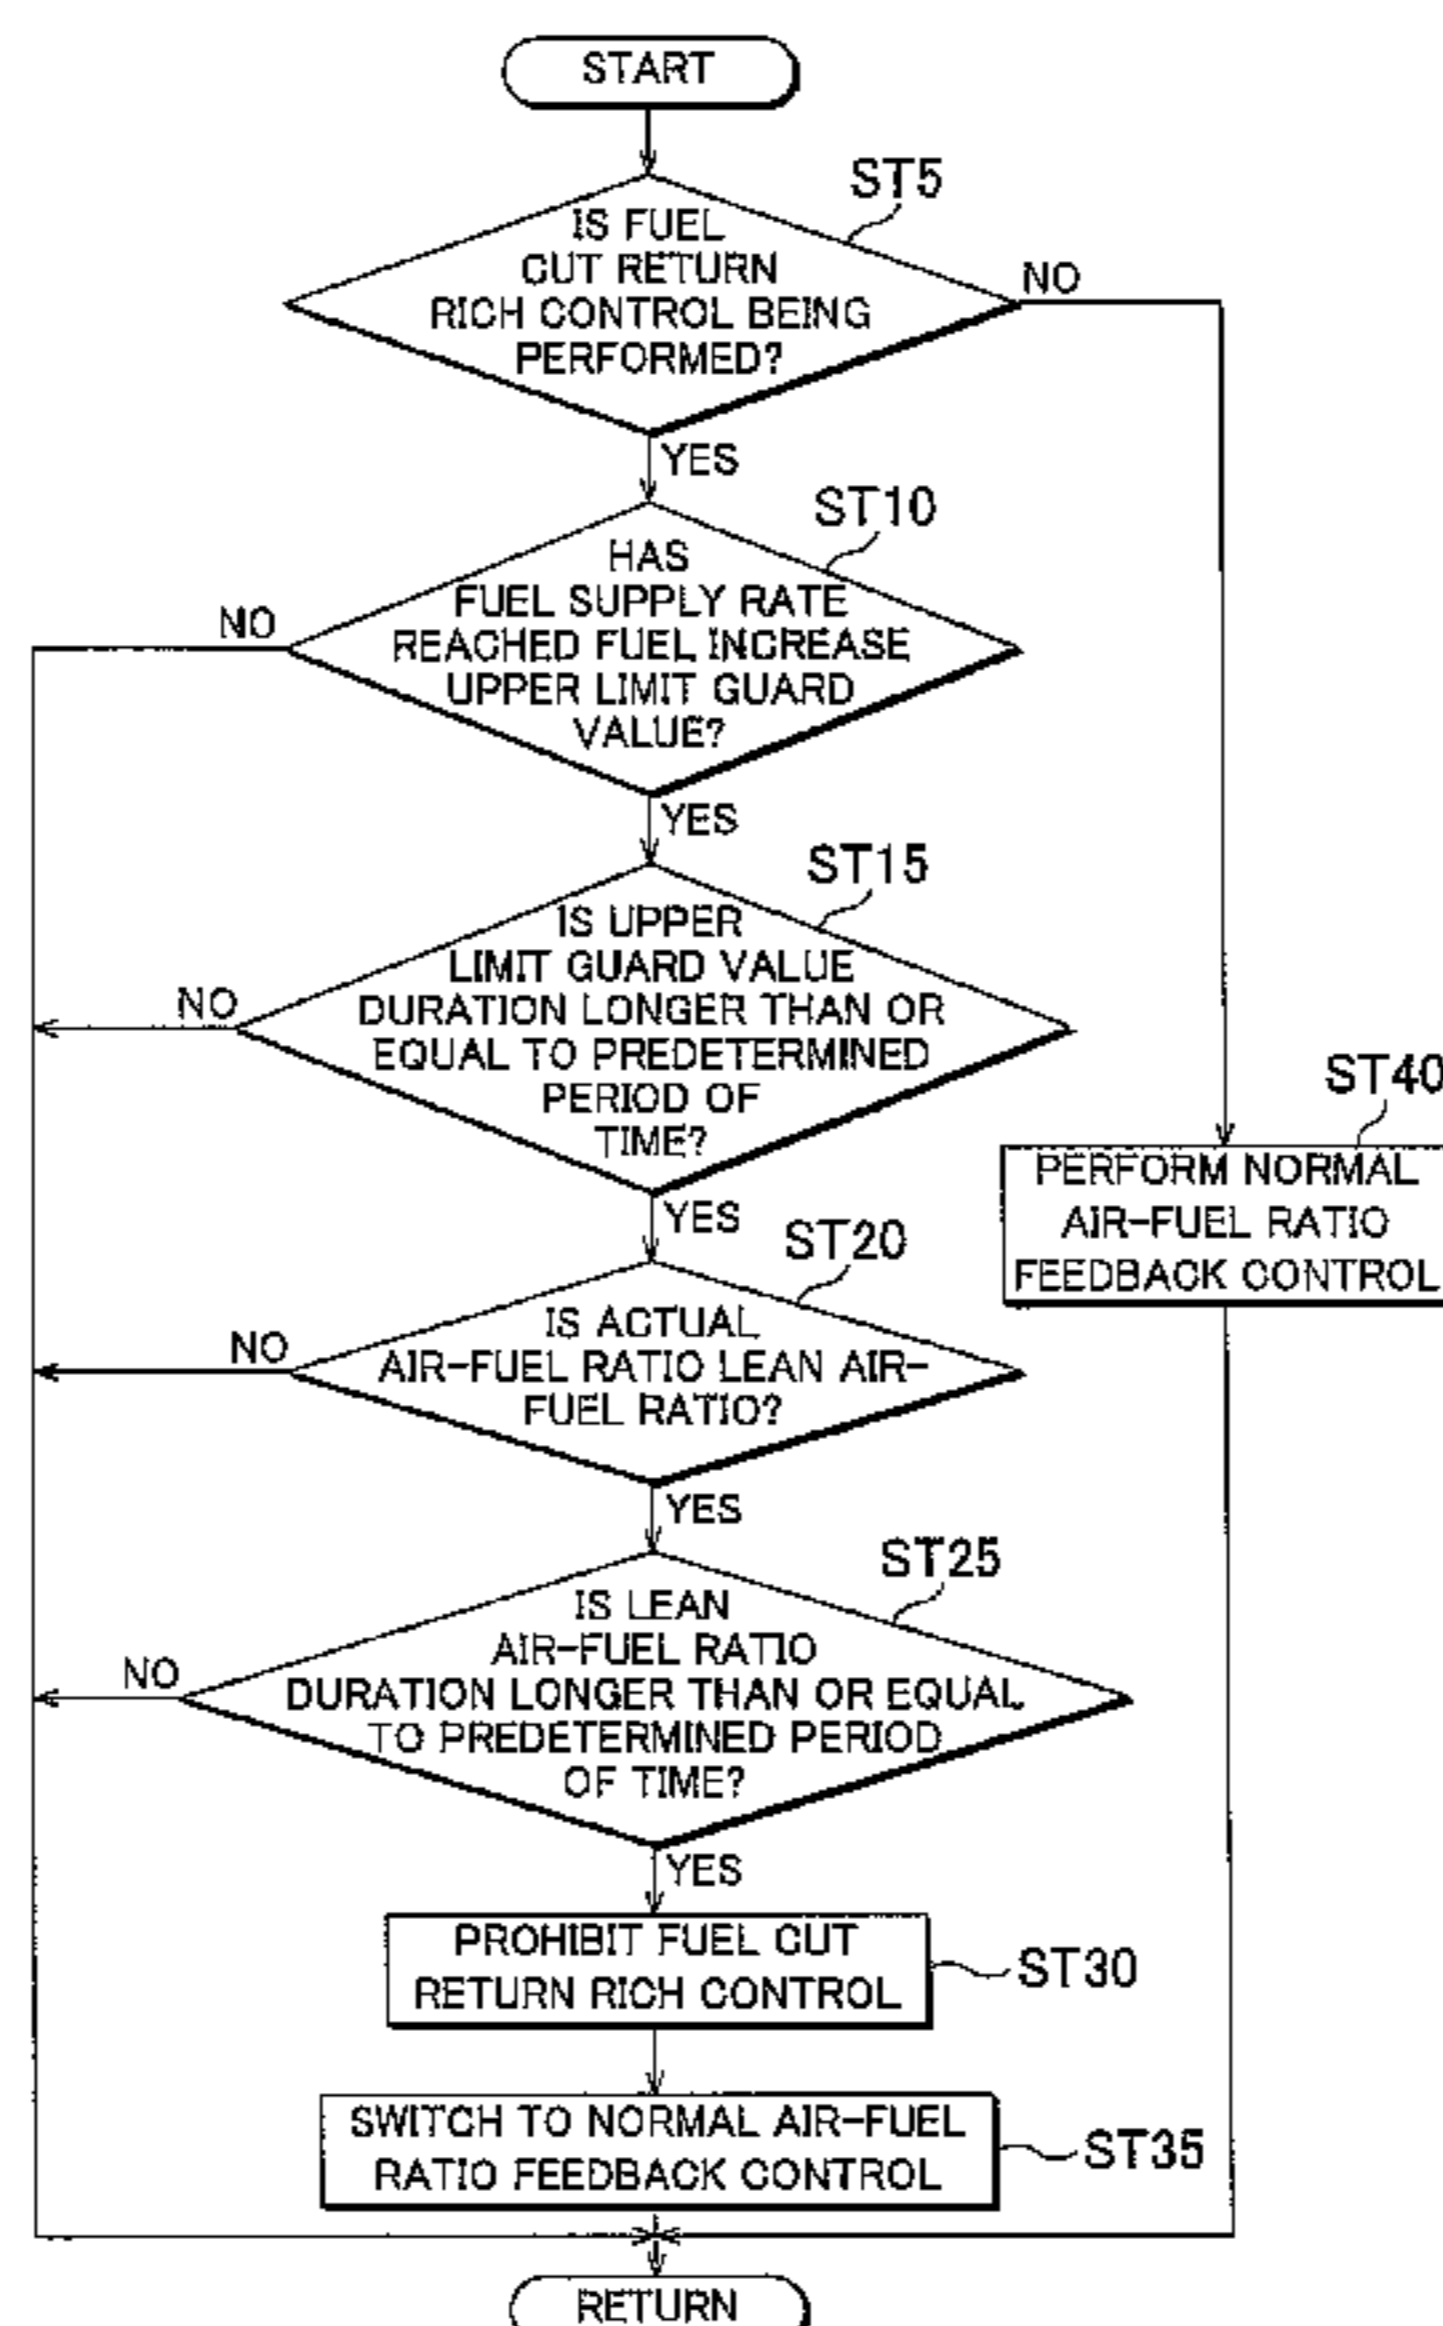 START
ST5
IS FUEL
CUT RETURN
RICH CONTROL BEING
PERFORMED?
NO
YES
ST10
HAS
FUEL SUPPLY RATE
REACHED FUEL INCREASE
UPPER LIMIT GUARD
VALUE?
NO
YES
ST15
IS UPPER
LIMIT GUARD VALUE
DURATION LONGER THAN OR
EQUAL TO PREDETERMINED
PERIOD OF
TIME?
NO
YES
ST40
PERFORM NORMAL
AIR-FUEL RATIO
FEEDBACK CONTROL
ST20
IS ACTUAL
AIR-FUEL RATIO LEAN AIR-
FUEL RATIO?
NO
YES
ST25
IS LEAN
AIR-FUEL RATIO
DURATION LONGER THAN OR EQUAL
TO PREDETERMINED PERIOD
OF TIME?
NO
YES
PROHIBIT FUEL CUT
RETURN RICH CONTROL
ST30
SWITCH TO NORMAL AIR-FUEL
RATIO FEEDBACK CONTROL
ST35
RETURN